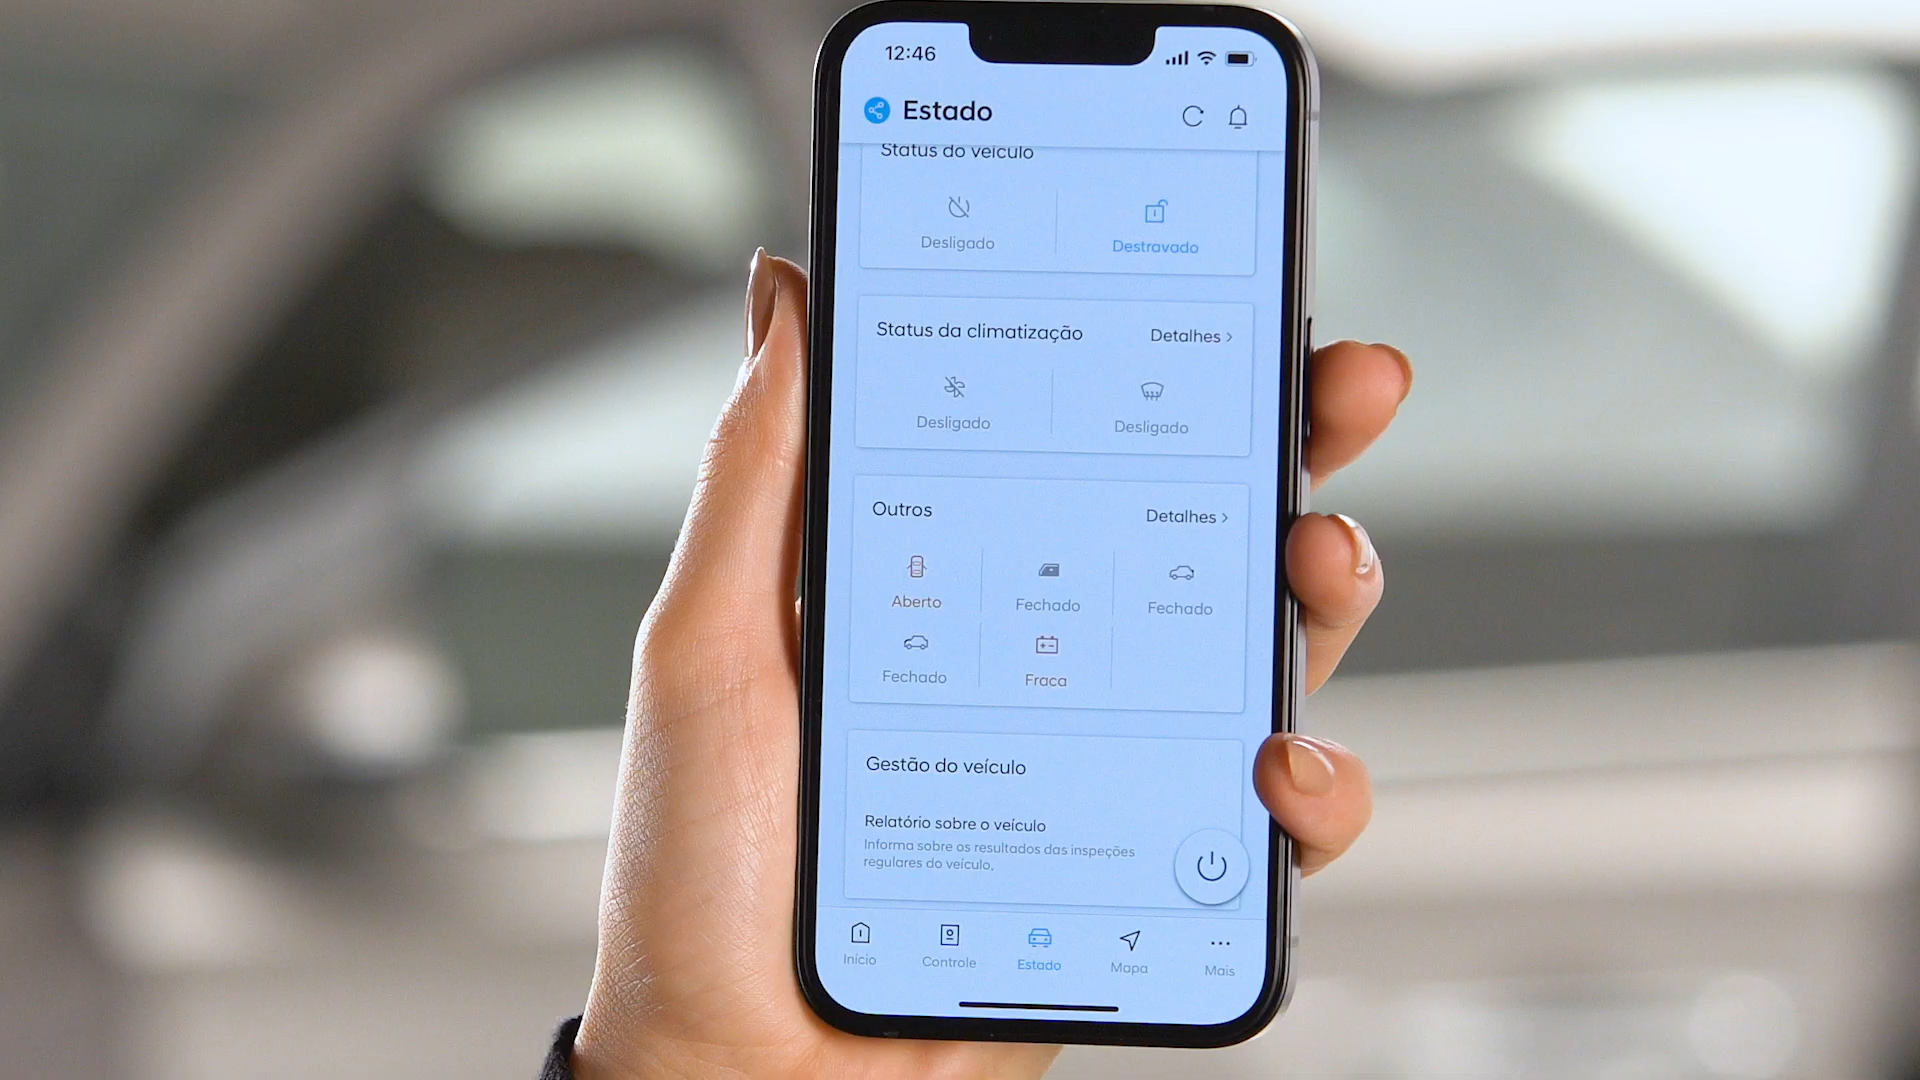 12:46
Estado
Status do veículo
Desligado
Destravado
Status da climatização
Detalhes >
Desligado
Desligado
Outros
Detalhes >
Aberto
Fechado
Fechado
Fechado
Fraca
Gestão do veículo
Relatório sobre o veículo
Informa sobre os resultados das inspeções
regulares do veículo.
Início
Controle
Estado
Mapa
Mais